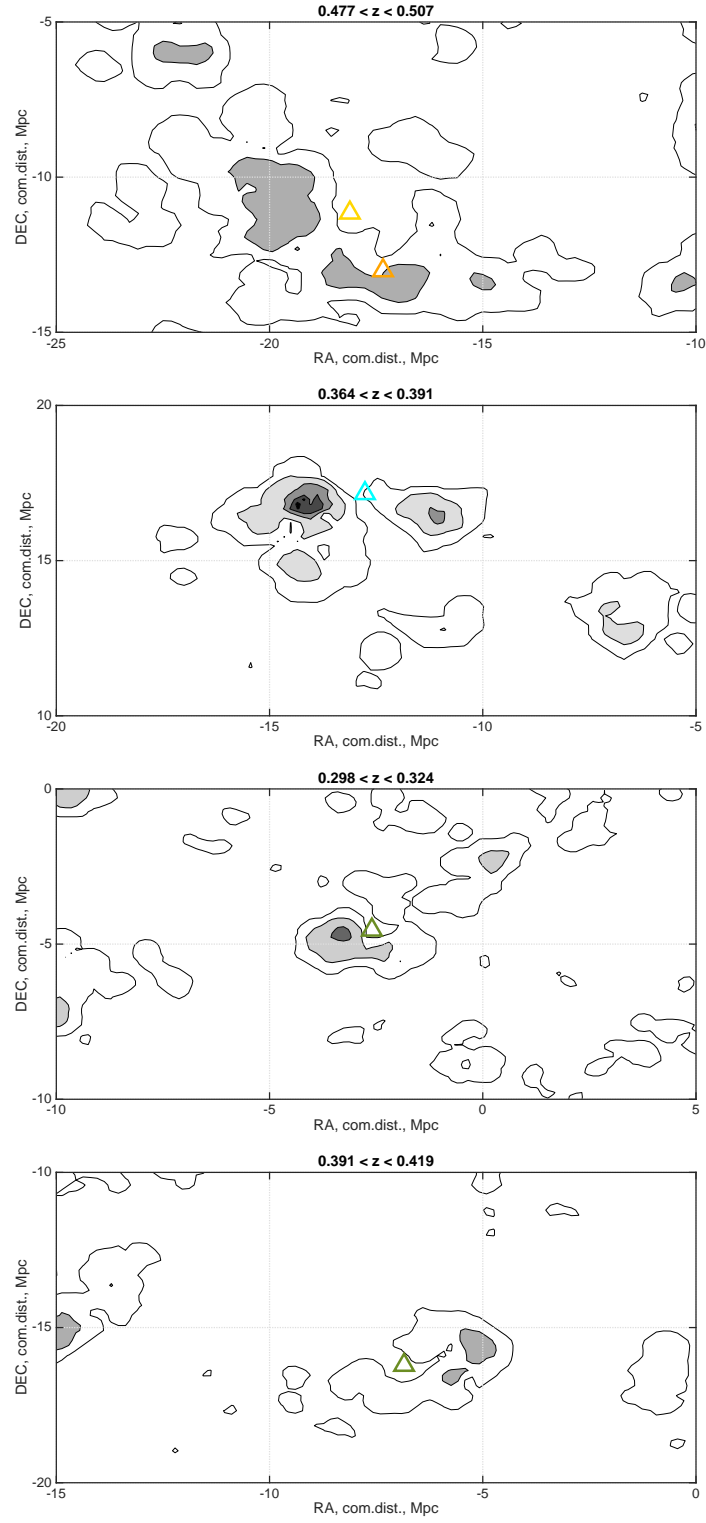 0.477 < z < 0.507
-5
-10
-15
DEC, com.dist., Mpc
-25 -20 -15 -10
RA, com.dist., Mpc
0.364 < z < 0.391
20
15
10
DEC, com.dist., Mpc
-20 -15 -10 -5
RA, com.dist., Mpc
0.298 < z < 0.324
0
-5
-10
DEC, com.dist., Mpc
-10 -5 0 5
RA, com.dist., Mpc
0.391 < z < 0.419
-10
-15
-20
DEC, com.dist., Mpc
-15 -10 -5 0
RA, com.dist., Mpc